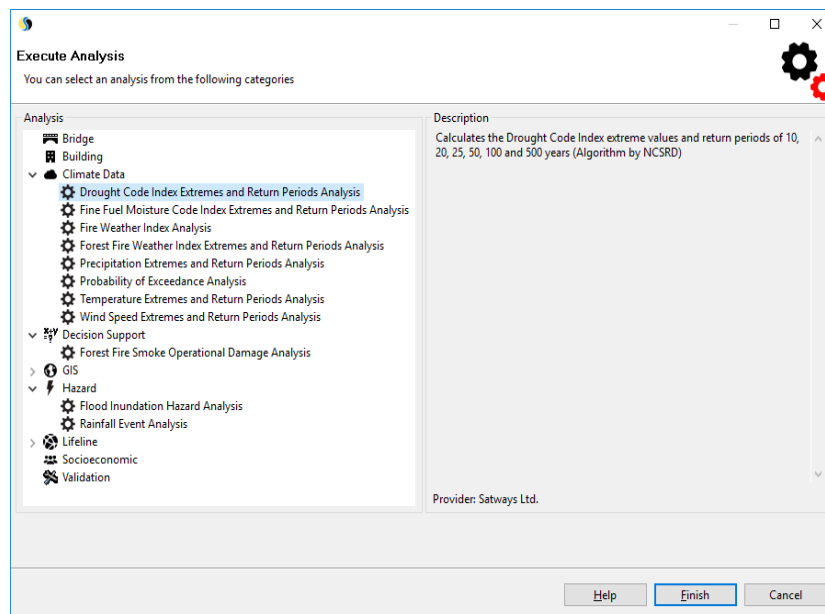 Execute Analysis
You can select an analysis from the following categories
Analysis
Bridge
Building
Climate Data
Drought Code Index Extremes and Return Periods Analysis
Fine Fuel Moisture Code Index Extremes and Return Periods Analysis
Fire Weather Index Analysis
Forest Fire Weather Index Extremes and Return Periods Analysis
Precipitation Extremes and Return Periods Analysis
Probability of Exceedance Analysis
Temperature Extremes and Return Periods Analysis
Wind Speed Extremes and Return Periods Analysis
Decision Support
Forest Fire Smoke Operational Damage Analysis
GIS
Hazard
Flood Inundation Hazard Analysis
Rainfall Event Analysis
Lifeline
Socioeconomic
Validation
Description
Calculates the Drought Code Index extreme values and return periods of 10,
20, 25, 50, 100 and 500 years (Algorithm by NCSRD)
Provider: Satways Ltd.
Help
Finish
Cancel